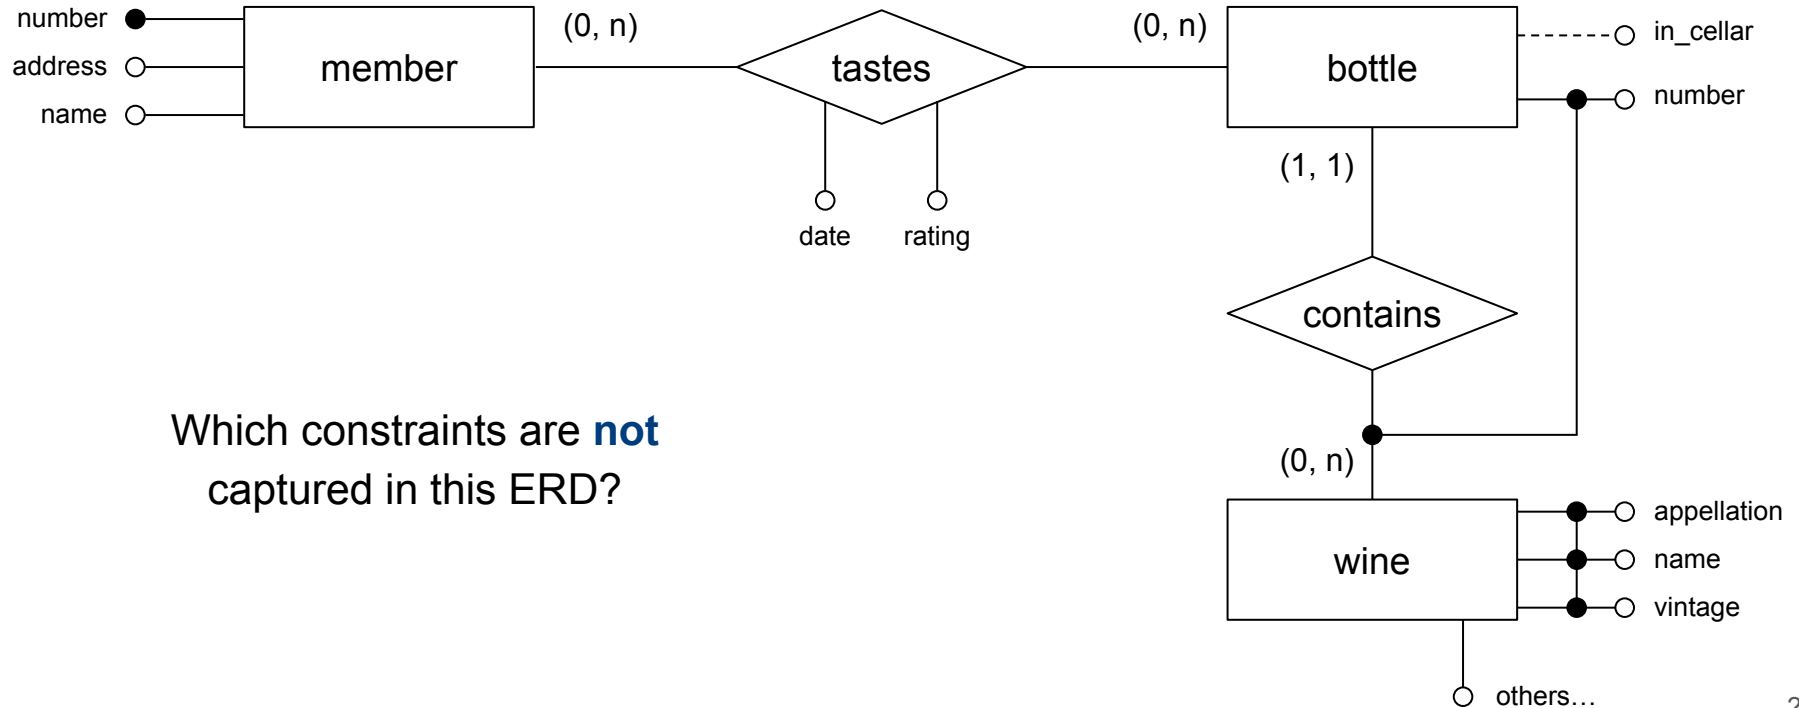 number
address
name
member
(0, n)
tastes
date
rating
(0, n)
bottle
in_cellar
number
(1, 1)
contains
(0, n)
wine
appellation
name
vintage
others…
Which constraints are not
captured in this ERD?